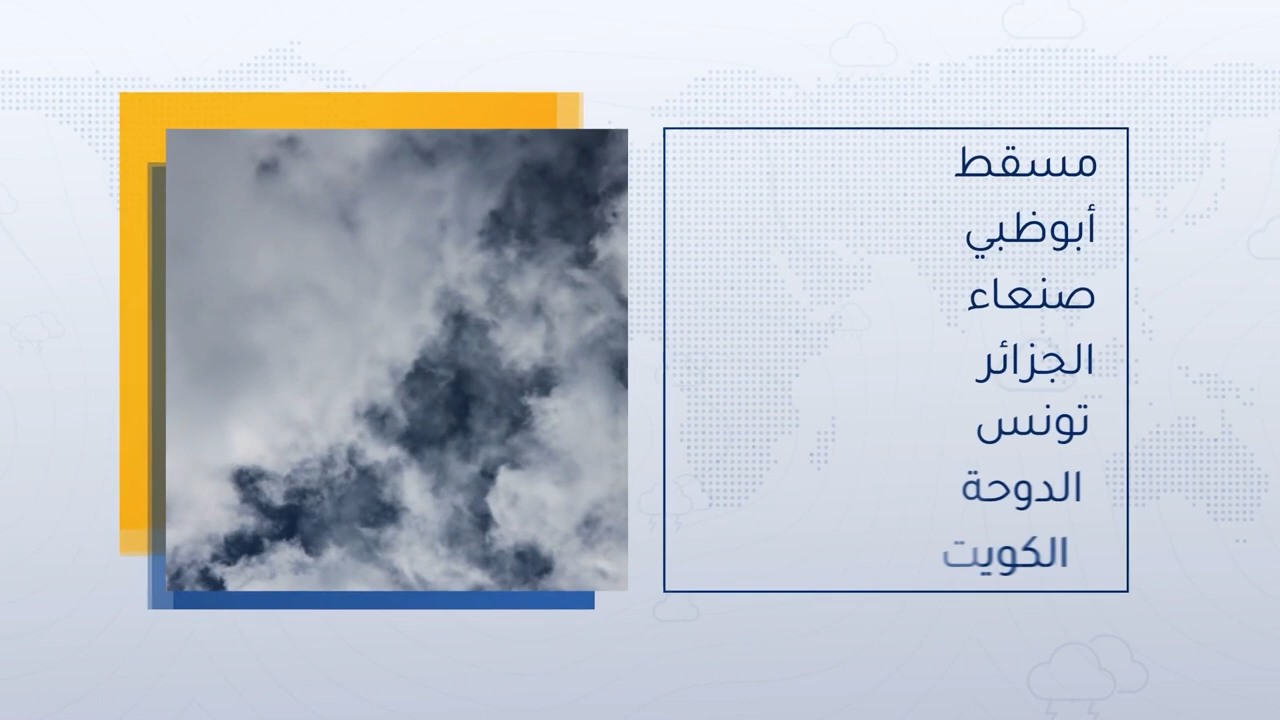 مسقط
أبوظبي
صنعاء
الجزائر
تونس
الدوحة
الكويت